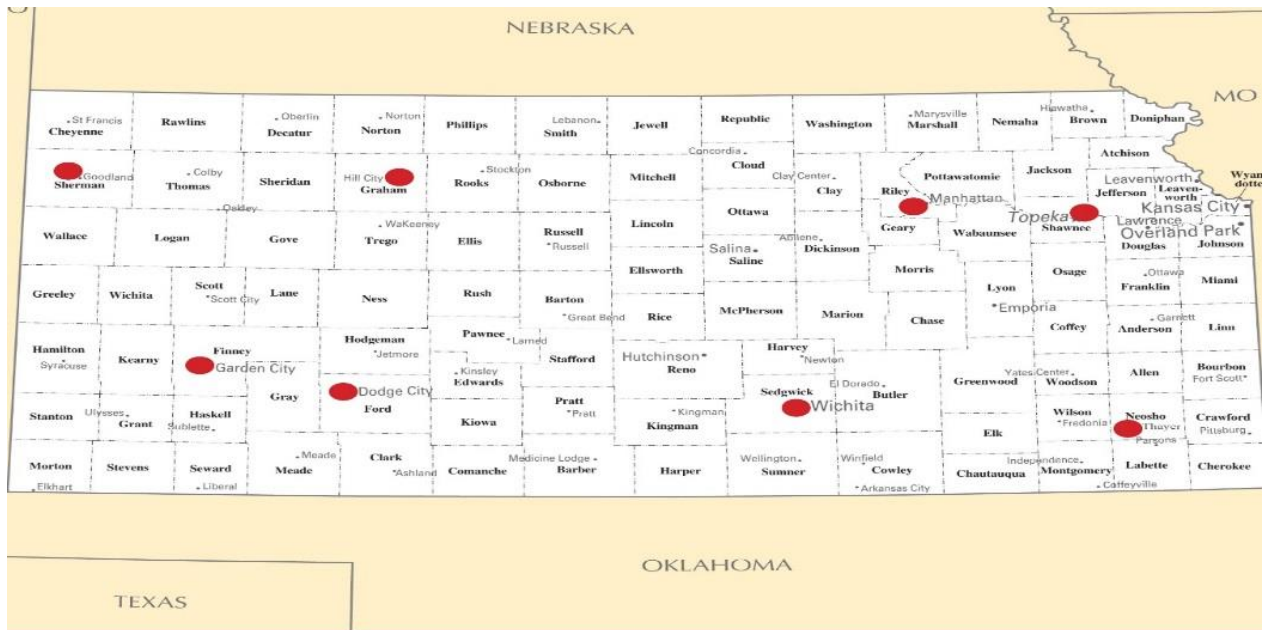 NEBRASKA
MO
St Francis
Cheyenne
Rawlins
Oberlin
Decatur
Norton
Norton
Phillips
Lebanon
Smith
Jewell
Republic
Washington
Marysville
Marshall
Nemaha
Hiawatha
Brown
Doniphan
Concordia
Atchison
Goodland
Sherman
Colby
Thomas
Sheridan
Hill City
Graham
Stockton
Rooks
Osborne
Mitchell
Cloud
Clay Center
Clay
Riley
Manhattan
Pottawatomie
Jackson
Leavenworth
Jefferson
Leaven-
worth
Wyan
dotte
Kansas City
Oakley
Wallace
Logan
Gove
WaKeeney
Trego
Ellis
Russell
Russell
Lincoln
Ottawa
Salina
Saline
Abilene
Dickinson
Geary
Wabaunsee
Topeka
Shawnee
Lawrence
Overland Park
Douglas
Johnson
Greeley
Wichita
Scott
Scott City
Lane
Ness
Rush
Barton
Great Bend
Ellsworth
Rice
McPherson
Marion
Morris
Chase
Lyon
Emporia
Osage
Coffey
Ottawa
Franklin
Miami
Garnett
Anderson
Linn
Hamilton
Syracuse
Kearny
Finney
Garden City
Hodgeman
Jetmore
Pawnee
Larned
Kinsley
Edwards
Stafford
Hutchinson
Reno
Harvey
Newton
Sedgwick
Wichita
El Dorado
Butler
Greenwood
Yates Center
Woodson
Allen
Bourbon
Fort Scott
Stanton
Ulysses
Grant
Haskell
Sublette
Gray
Dodge City
Ford
Kiowa
Pratt
Pratt
Kingman
Kingman
Elk
Wilson
Fredonia
Neosho
Thayer
Parsons
Crawford
Pittsburg
Morton
Elkhart
Stevens
Seward
Liberal
Meade
Meade
Clark
Ashland
Comanche
Medicine Lodge
Barber
Harper
Wellington
Sumner
Winfield
Cowley
Arkansas City
Chautauqua
Independence
Montgomery
Coffeyville
Labette
Cherokee
OKLAHOMA
TEXAS